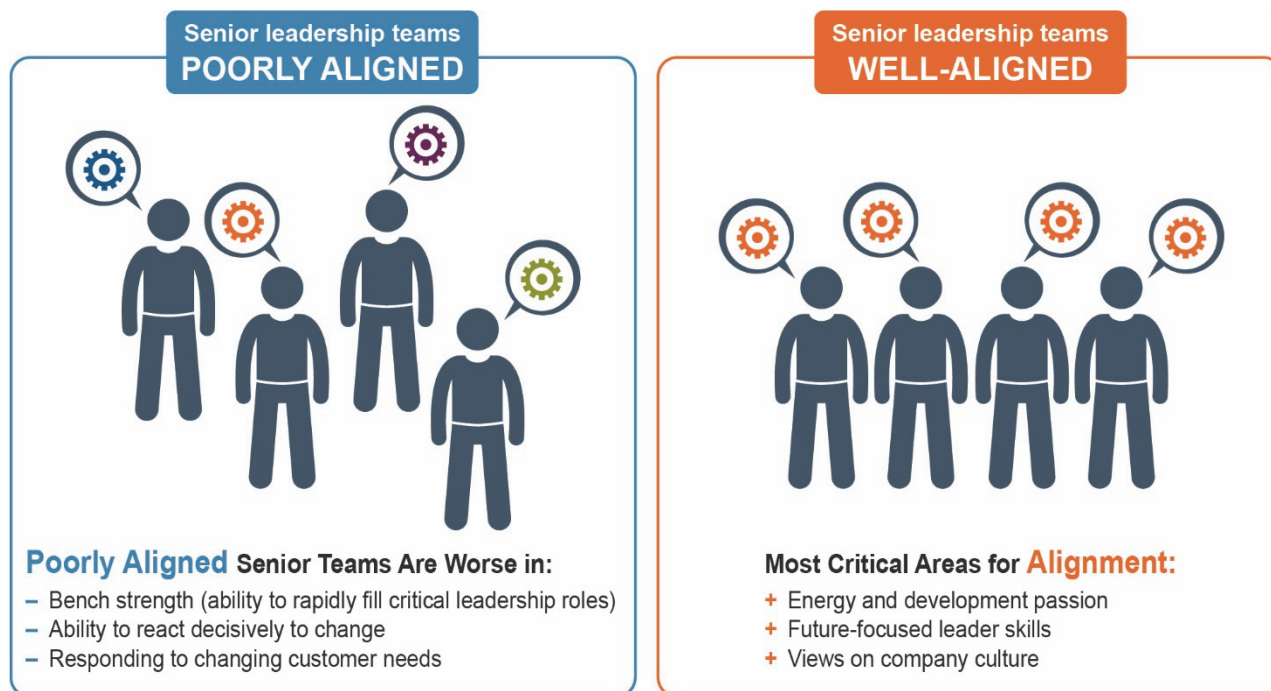 Senior leadership teams
POORLY ALIGNED
Poorly Aligned Senior Teams Are Worse in:
– Bench strength (ability to rapidly fill critical leadership roles)
– Ability to react decisively to change
– Responding to changing customer needs
Senior leadership teams
WELL-ALIGNED
Most Critical Areas for Alignment:
+ Energy and development passion
+ Future-focused leader skills
+ Views on company culture